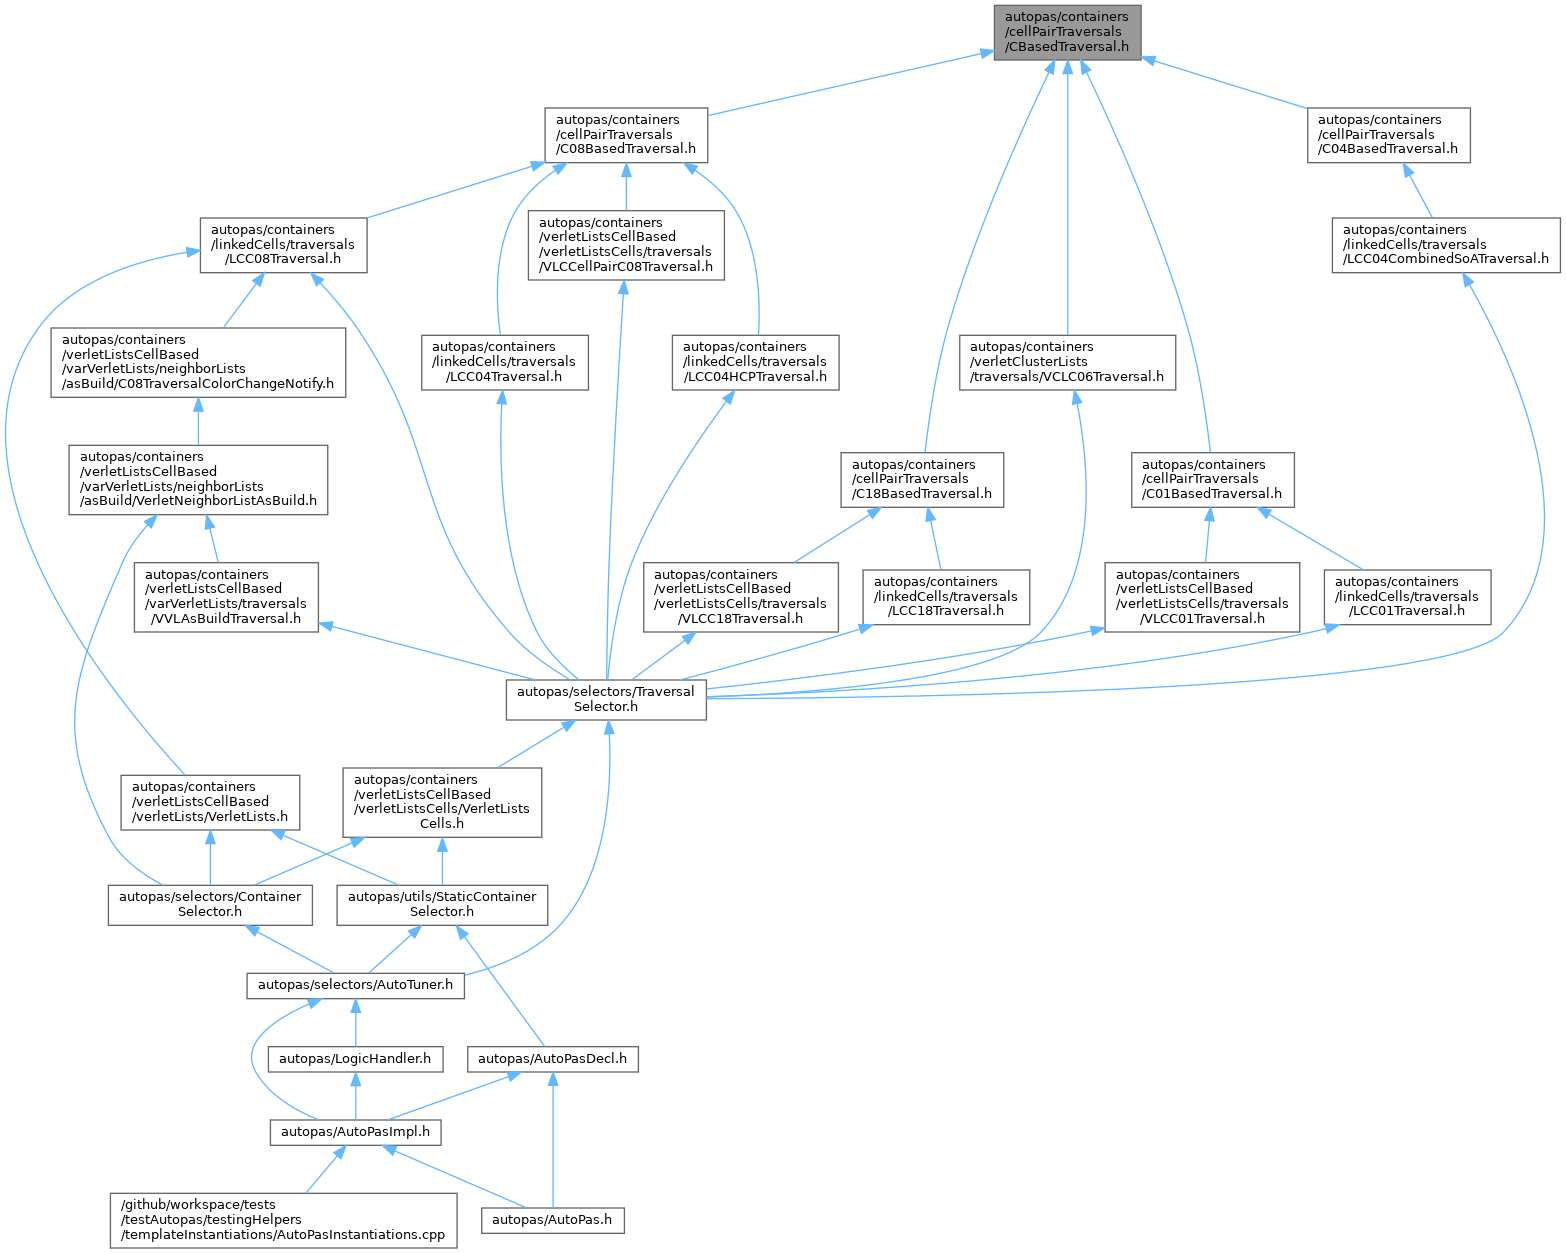 autopas/containers
/cellPairTraversals
/CBasedTraversal.h
autopas/containers
/cellPairTraversals
/C08BasedTraversal.h
autopas/containers
/cellPairTraversals
/C04BasedTraversal.h
autopas/containers
/linkedCells/traversals
/LCC08Traversal.h
autopas/containers
/verletListsCellBased
/verletListsCells/traversals
/VLCCellPairC08Traversal.h
autopas/containers
/linkedCells/traversals
/LCC04CombinedSoATraversal.h
autopas/containers
/verletListsCellBased
/varVerletLists/neighborLists
/asBuild/C08TraversalColorChangeNotify.h
autopas/containers
/linkedCells/traversals
/LCC04Traversal.h
autopas/containers
/linkedCells/traversals
/LCC04HCPTraversal.h
autopas/containers
/verletClusterLists
/traversals/VCLC06Traversal.h
autopas/containers
/verletListsCellBased
/varVerletLists/neighborLists
/asBuild/VerletNeighborListAsBuild.h
autopas/containers
/cellPairTraversals
/C18BasedTraversal.h
autopas/containers
/cellPairTraversals
/C01BasedTraversal.h
autopas/containers
/verletListsCellBased
/varVerletLists/traversals
/VVLAsBuildTraversal.h
autopas/containers
/verletListsCellBased
/verletListsCells/traversals
/VLCC18Traversal.h
autopas/containers
/linkedCells/traversals
/LCC18Traversal.h
autopas/containers
/verletListsCellBased
/verletListsCells/traversals
/VLCC01Traversal.h
autopas/containers
/linkedCells/traversals
/LCC01Traversal.h
autopas/selectors/Traversal
Selector.h
autopas/containers
/verletListsCellBased
/verletLists/VerletLists.h
autopas/containers
/verletListsCellBased
/verletListsCells/VerletLists
Cells.h
autopas/selectors/Container
Selector.h
autopas/utils/StaticContainer
Selector.h
autopas/selectors/AutoTuner.h
autopas/LogicHandler.h
autopas/AutoPasDecl.h
autopas/AutoPasImpl.h
/github/workspace/tests
/testAutopas/testingHelpers
/templateInstantiations/AutoPasInstantiations.cpp
autopas/AutoPas.h